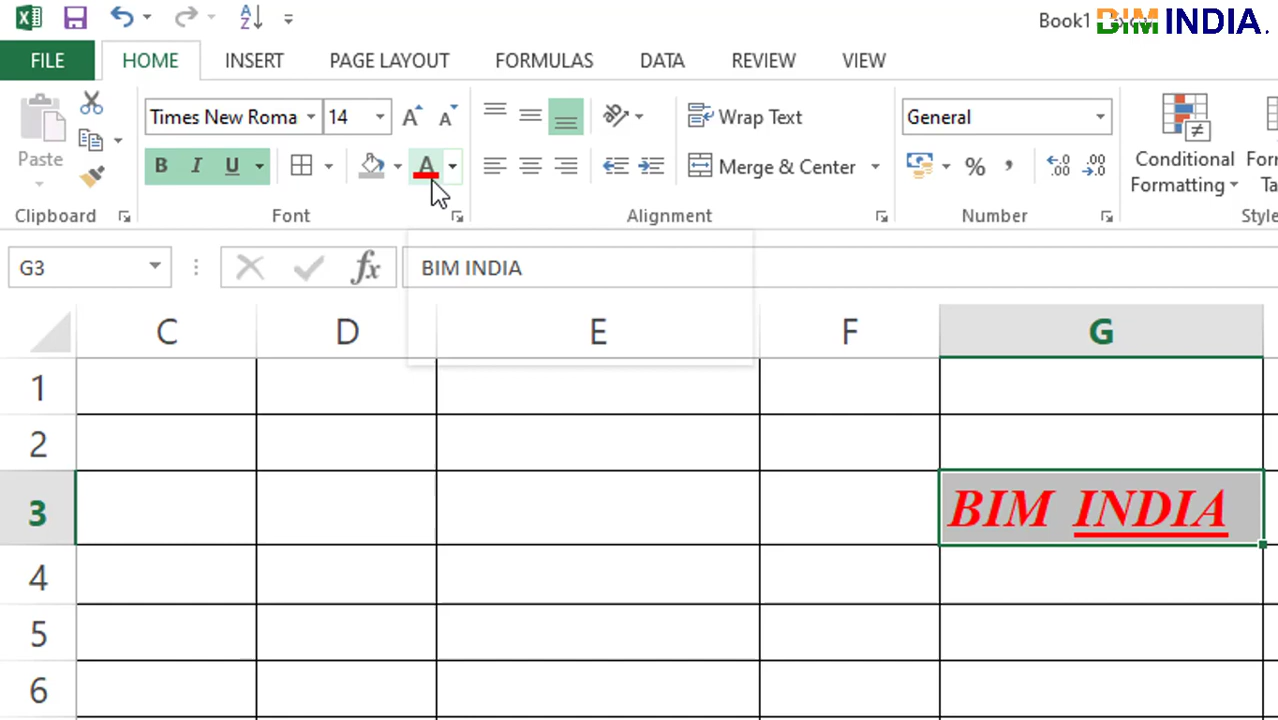 Book1
BIM INDIA.
FILE HOME INSERT PAGE LAYOUT FORMULAS DATA REVIEW VIEW
Paste
Times New Roma 14 A A
Wrap Text
General
B I U A
Merge & Center
% ,
.00
Conditional
Formatting
Clipboard Font Alignment Number
G3 fx BIM INDIA
C D E F G
1
2
3 BIM INDIA
4
5
6